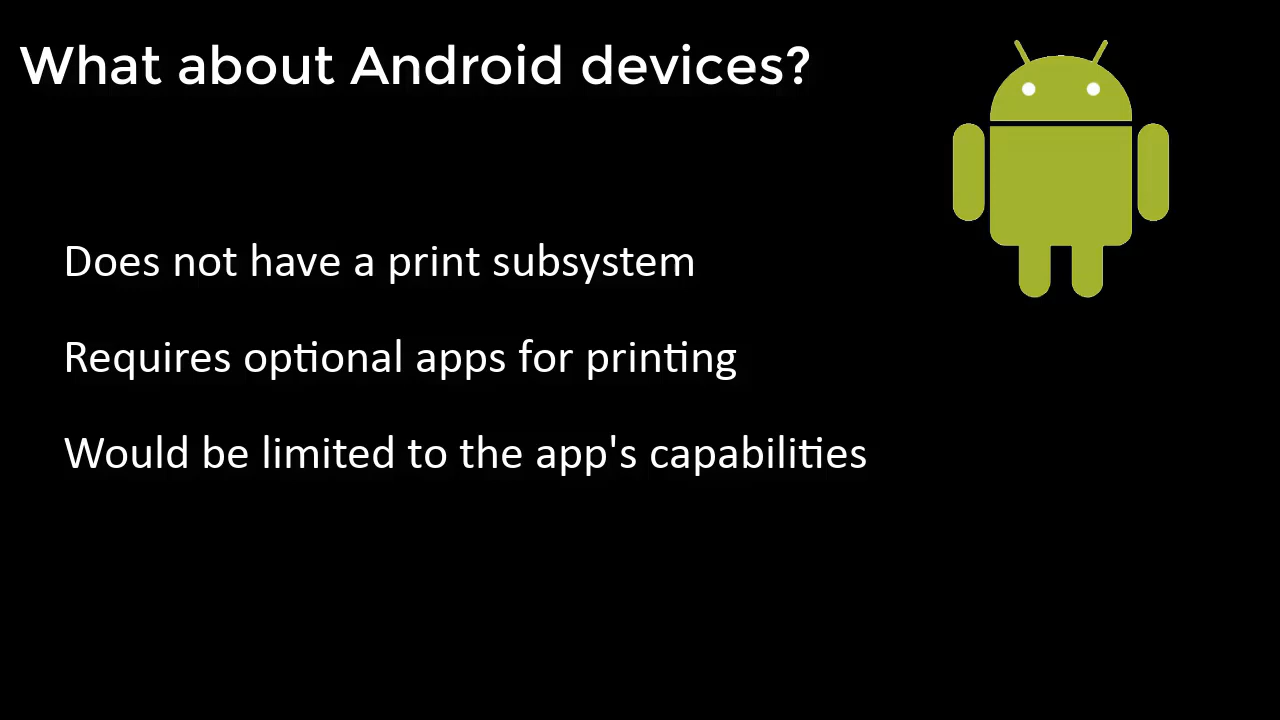 What about Android devices?
Does not have a print subsystem
Requires optional apps for printing
Would be limited to the app's capabilities